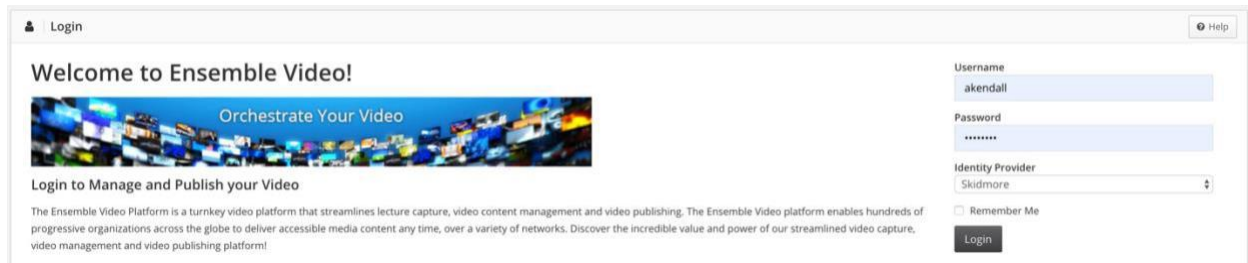 Login
Help
Welcome to Ensemble Video!
Orchestrate Your Video
Login to Manage and Publish your Video
The Ensemble Video Platform is a turnkey video platform that streamlines lecture capture, video content management and video publishing. The Ensemble Video platform enables hundreds of
progressive organizations across the globe to deliver accessible media content any time, over a variety of networks. Discover the incredible value and power of our streamlined video capture,
video management and video publishing platform!
Username
akendall
Password
••••••••
Identity Provider
Skidmore
Remember Me
Login